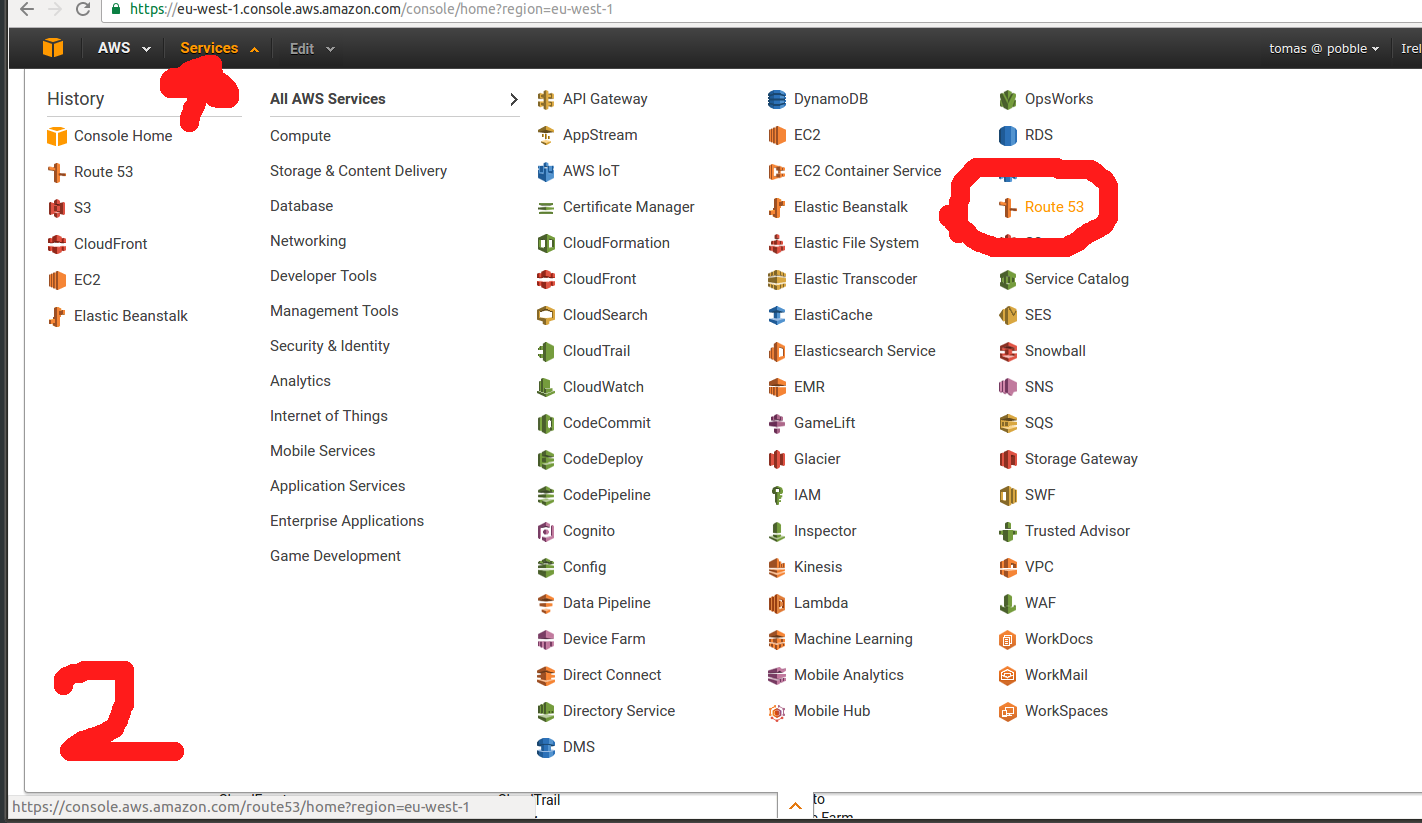 https://eu-west-1.console.aws.amazon.com/console/home?region=eu-west-1
AWS Services Edit tomas @ pobble
History
Console Home
Route 53
S3
CloudFront
EC2
Elastic Beanstalk
All AWS Services
Compute
Storage & Content Delivery
Database
Networking
Developer Tools
Management Tools
Security & Identity
Analytics
Internet of Things
Mobile Services
Application Services
Enterprise Applications
Game Development
API Gateway
AppStream
AWS IoT
Certificate Manager
CloudFormation
CloudFront
CloudSearch
CloudTrail
CloudWatch
CodeCommit
CodeDeploy
CodePipeline
Cognito
Config
Data Pipeline
Device Farm
Direct Connect
Directory Service
DMS
DynamoDB
EC2
EC2 Container Service
Elastic Beanstalk
Elastic File System
Elastic Transcoder
ElastiCache
Elasticsearch Service
EMR
GameLift
Glacier
IAM
Inspector
Kinesis
Lambda
Machine Learning
Mobile Analytics
Mobile Hub
OpsWorks
RDS
Route 53
Service Catalog
SES
Snowball
SNS
SQS
Storage Gateway
SWF
Trusted Advisor
VPC
WAF
WorkDocs
WorkMail
WorkSpaces
2
https://console.aws.amazon.com/route53/home?region=eu-west-1